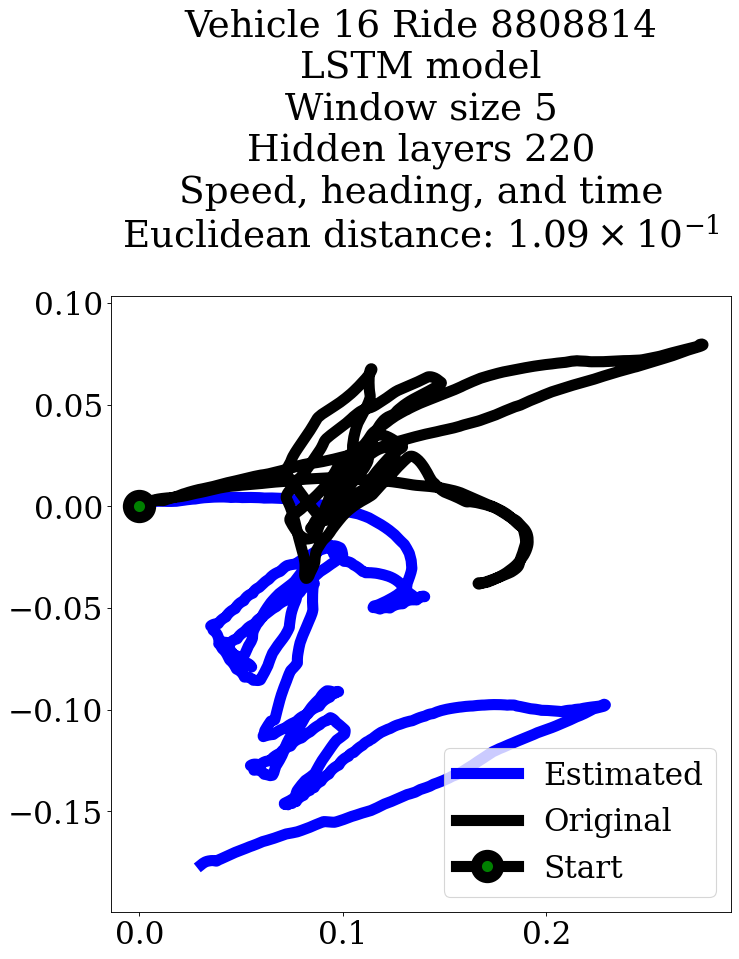 Vehicle 16 Ride 8808814
LSTM model
Window size 5
Hidden layers 220
Speed, heading, and time
Euclidean distance: 1.09 × 10⁻¹
0.10
0.05
0.00
−0.05
−0.10
−0.15
Estimated
Original
Start
0.0 0.1 0.2